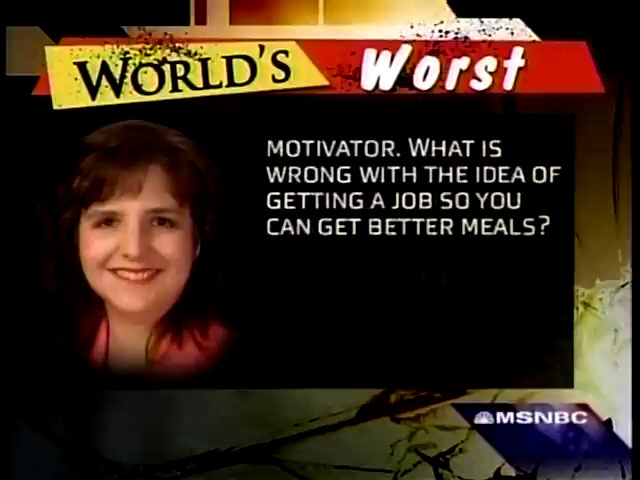 WORLD'S Worst
MOTIVATOR. WHAT IS
WRONG WITH THE IDEA OF
GETTING A JOB SO YOU
CAN GET BETTER MEALS?
MSNBC